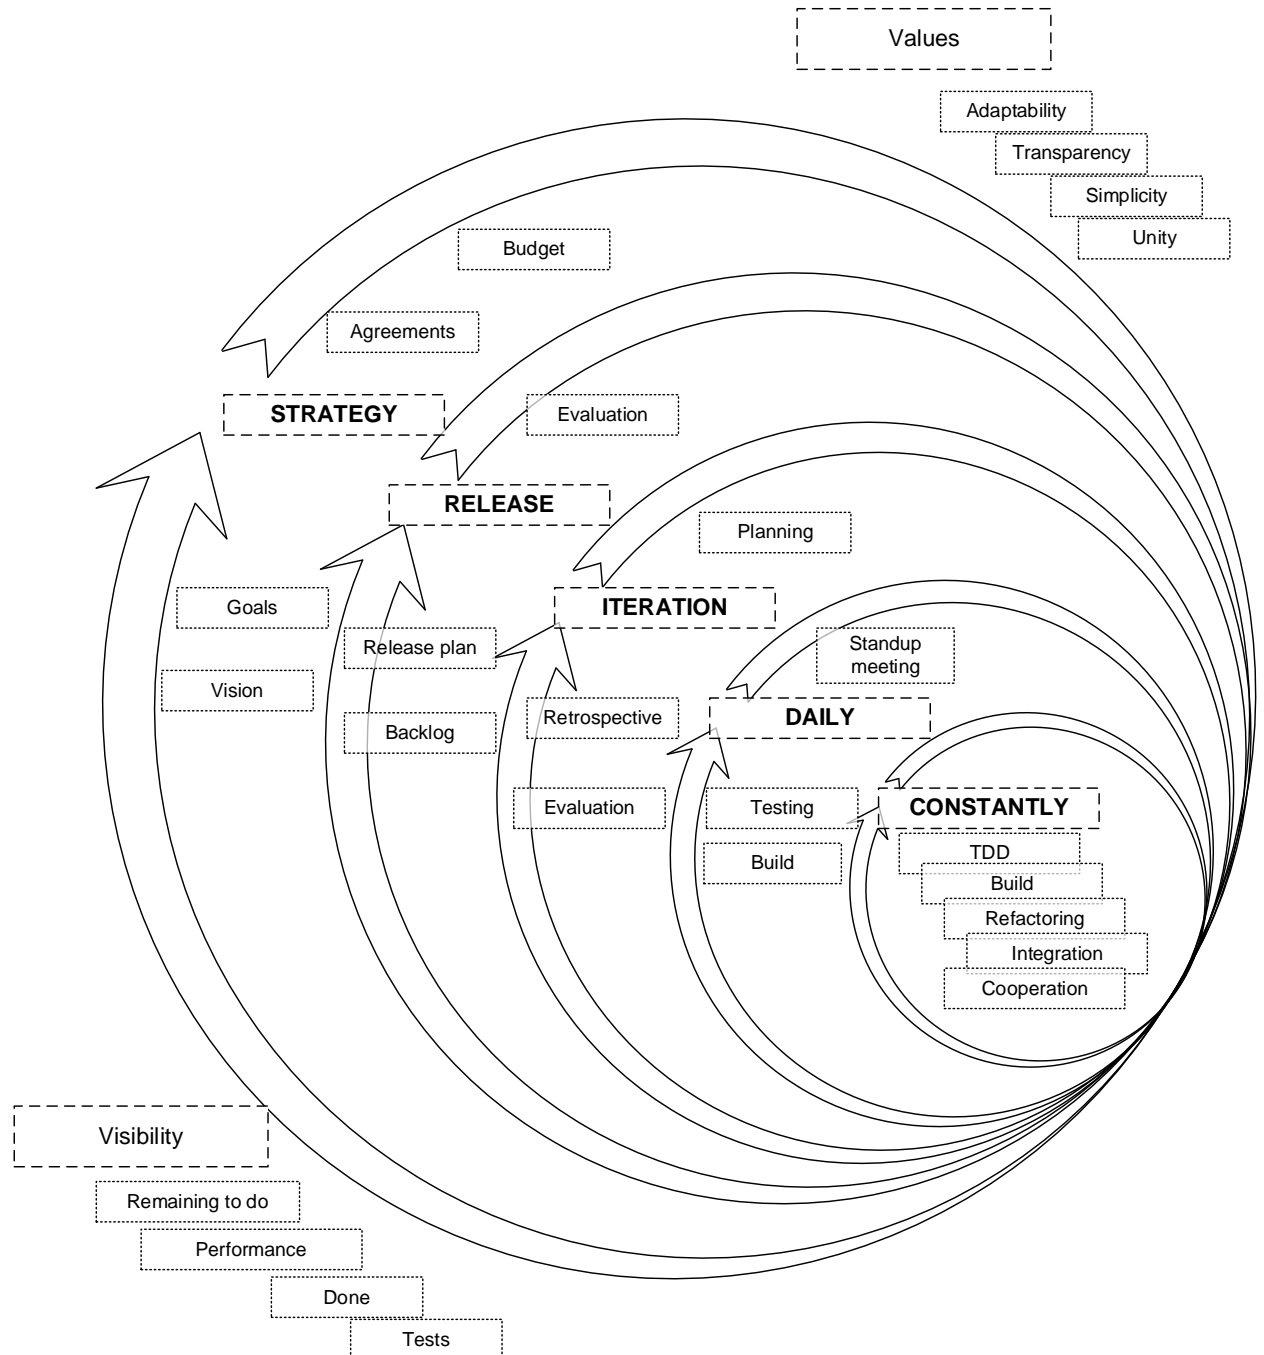 Values
Adaptability
Transparency
Simplicity
Unity
Budget
Agreements
STRATEGY
Evaluation
RELEASE
Planning
ITERATION
Goals
Release plan
Standup
meeting
Vision
Backlog
Retrospective
DAILY
Evaluation
Testing
CONSTANTLY
Build
TDD
Build
Refactoring
Integration
Cooperation
Visibility
Remaining to do
Performance
Done
Tests